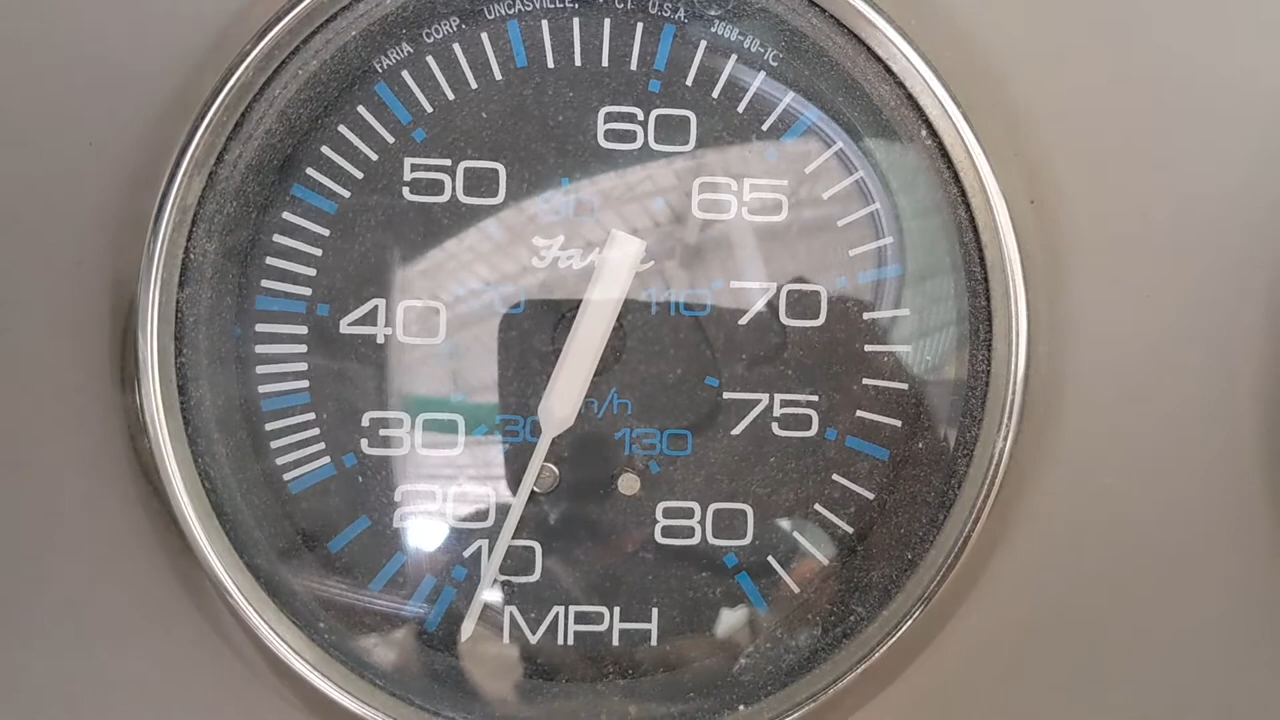 FARIA CORP. UNCASVILLE, CT U.S.A. 3668-80-1C
60
50
65
Faria
110 70
40
km/h
75
30 30
130
20
80
10
MPH